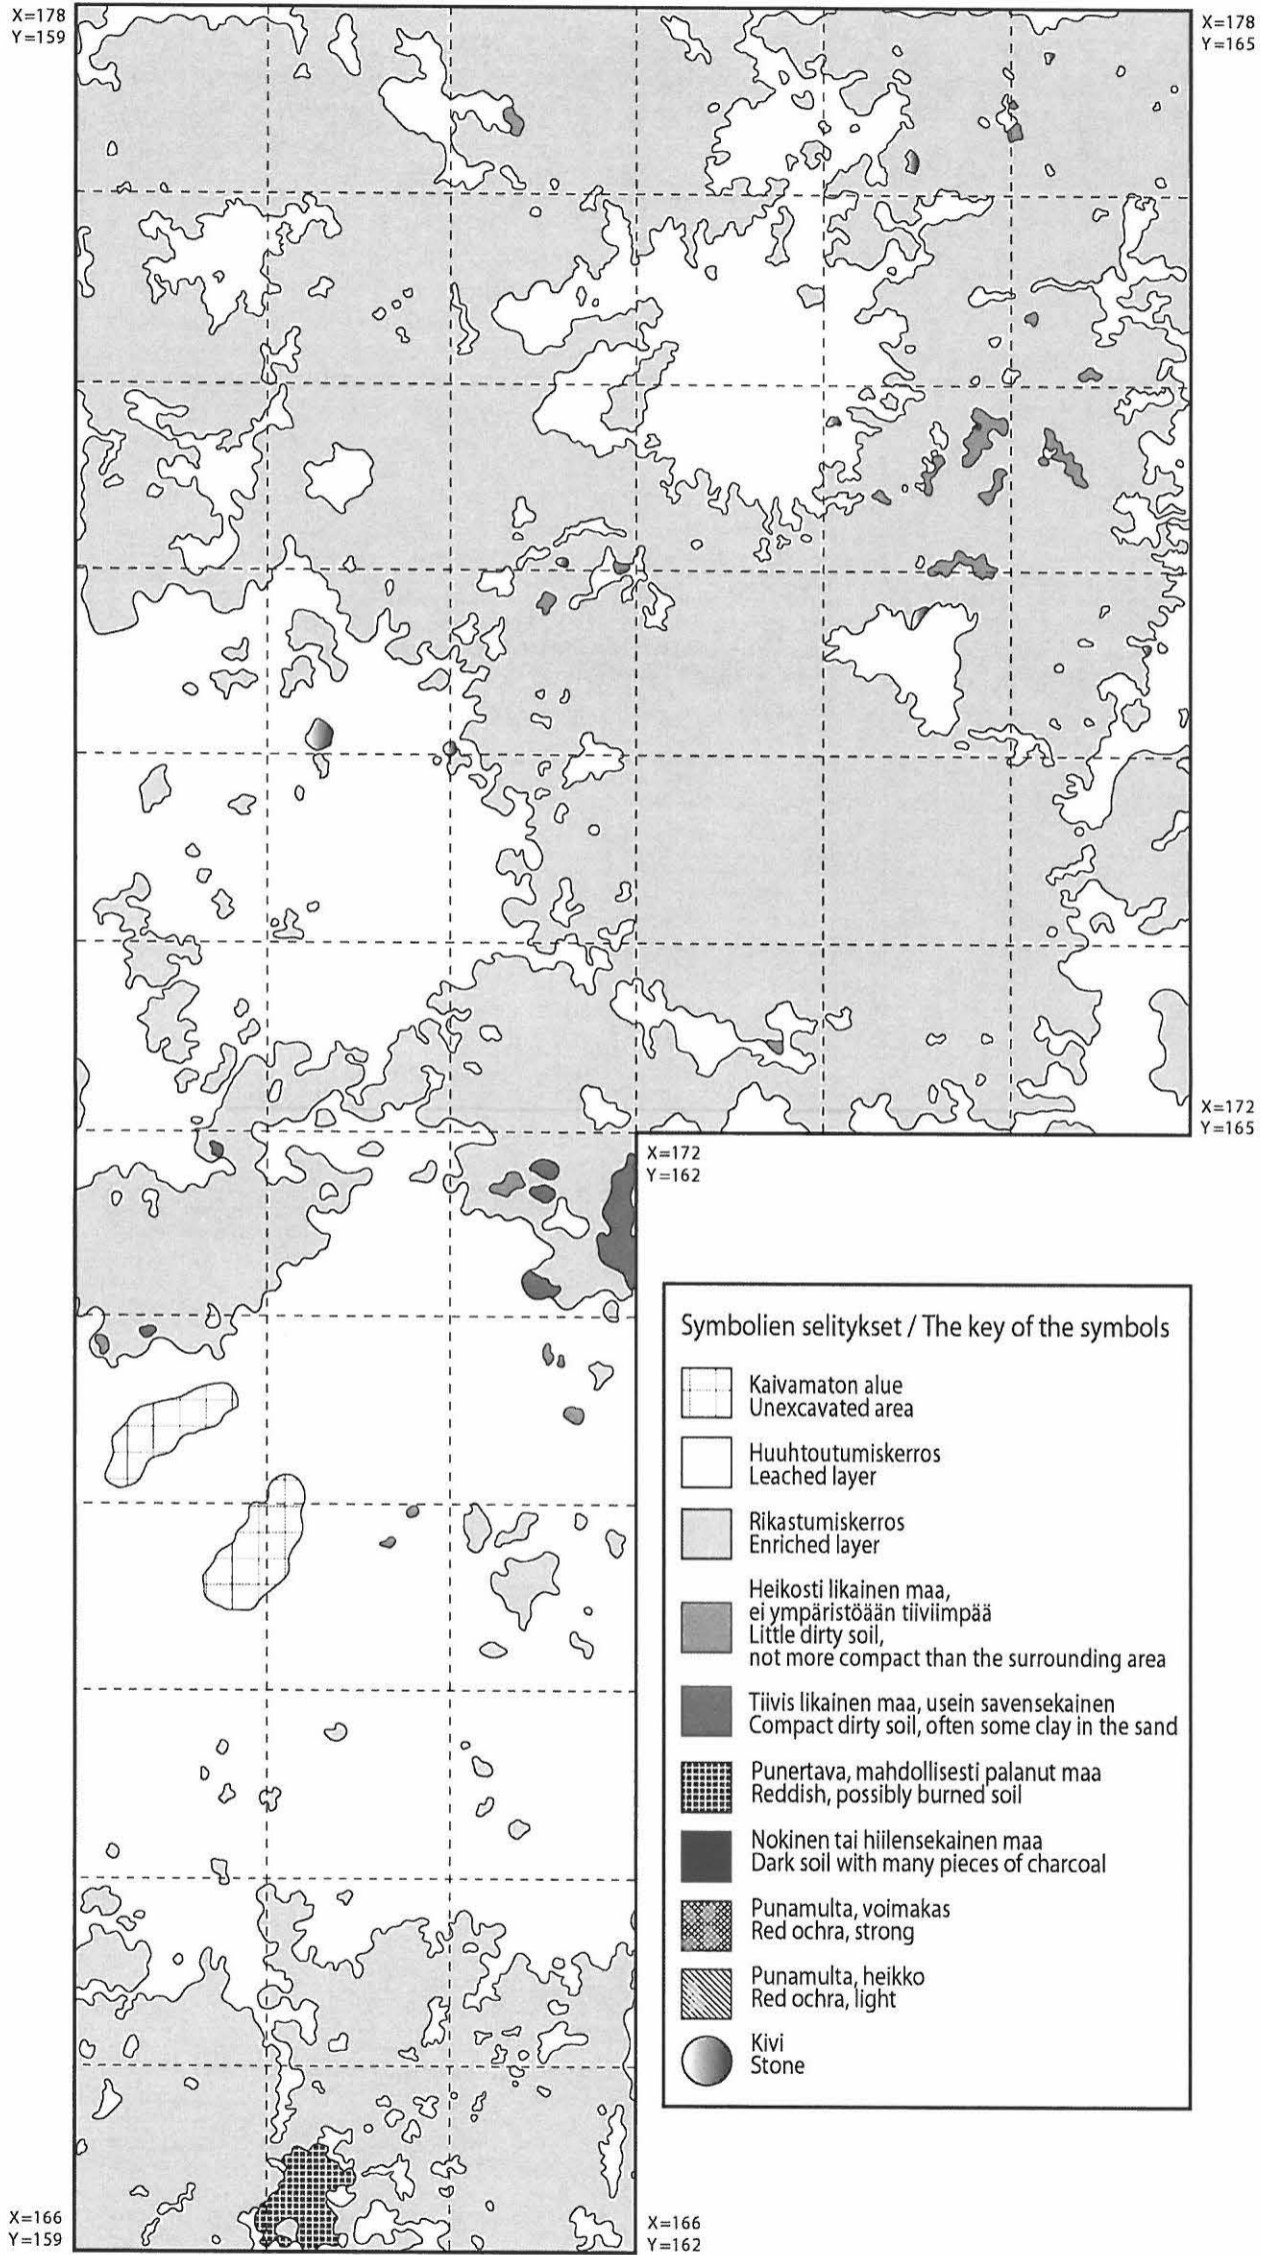 X=178
Y=159
X=178
Y=165
X=172
Y=165
X=172
Y=162
Symbolien selitykset / The key of the symbols
Kaivamaton alue
Unexcavated area
Huuhtoutumiskerros
Leached layer
Rikastumiskerros
Enriched layer
Heikosti likainen maa,
ei ympäristöään tiiviimpää
Little dirty soil,
not more compact than the surrounding area
Tiivis likainen maa, usein savensekainen
Compact dirty soil, often some clay in the sand
Punertava, mahdollisesti palanut maa
Reddish, possibly burned soil
Nokinen tai hiilensekainen maa
Dark soil with many pieces of charcoal
Punamulta, voimakas
Red ochra, strong
Punamulta, heikko
Red ochra, light
Kivi
Stone
X=166
Y=159
X=166
Y=162